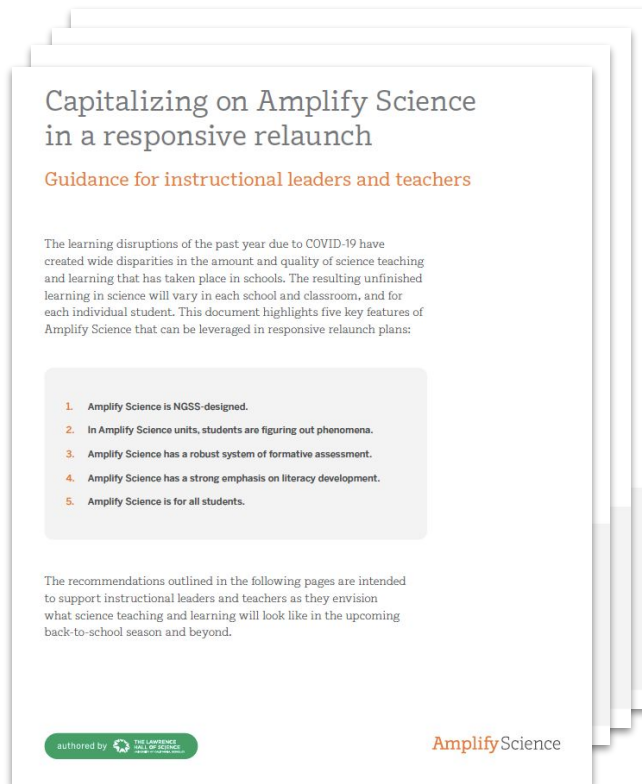 Capitalizing on Amplify Science
in a responsive relaunch
Guidance for instructional leaders and teachers
The learning disruptions of the past year due to COVID-19 have
created wide disparities in the amount and quality of science teaching
and learning that has taken place in schools. The resulting unfinished
learning in science will vary in each school and classroom, and for
each individual student. This document highlights five key features of
Amplify Science that can be leveraged in responsive relaunch plans:
1. Amplify Science is NGSS-designed.
2. In Amplify Science units, students are figuring out phenomena.
3. Amplify Science has a robust system of formative assessment.
4. Amplify Science has a strong emphasis on literacy development.
5. Amplify Science is for all students.
The recommendations outlined in the following pages are intended
to support instructional leaders and teachers as they envision
what science teaching and learning will look like in the upcoming
back-to-school season and beyond.
authored by
THE LAWRENCE
HALL OF SCIENCE
AmplifyScience